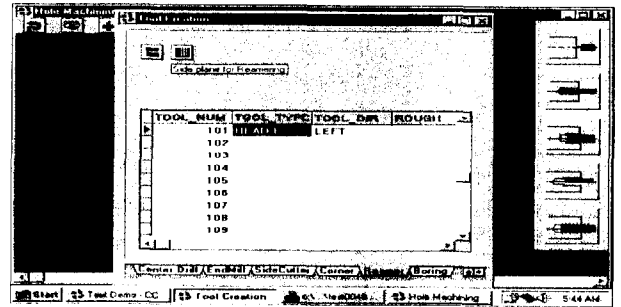 Hole Machining
Tool Creation
Side plane for Reamering
TOOL_NUM TOOL_TYPE TOOL_DIR ROUGH
101 LEFT
102
103
104
105
106
107
108
109
Center Drill EndMill SideCutter Corner Reamer Boring
Start Tool Demo - CC Tool Creation Hole Machining 5:44 AM